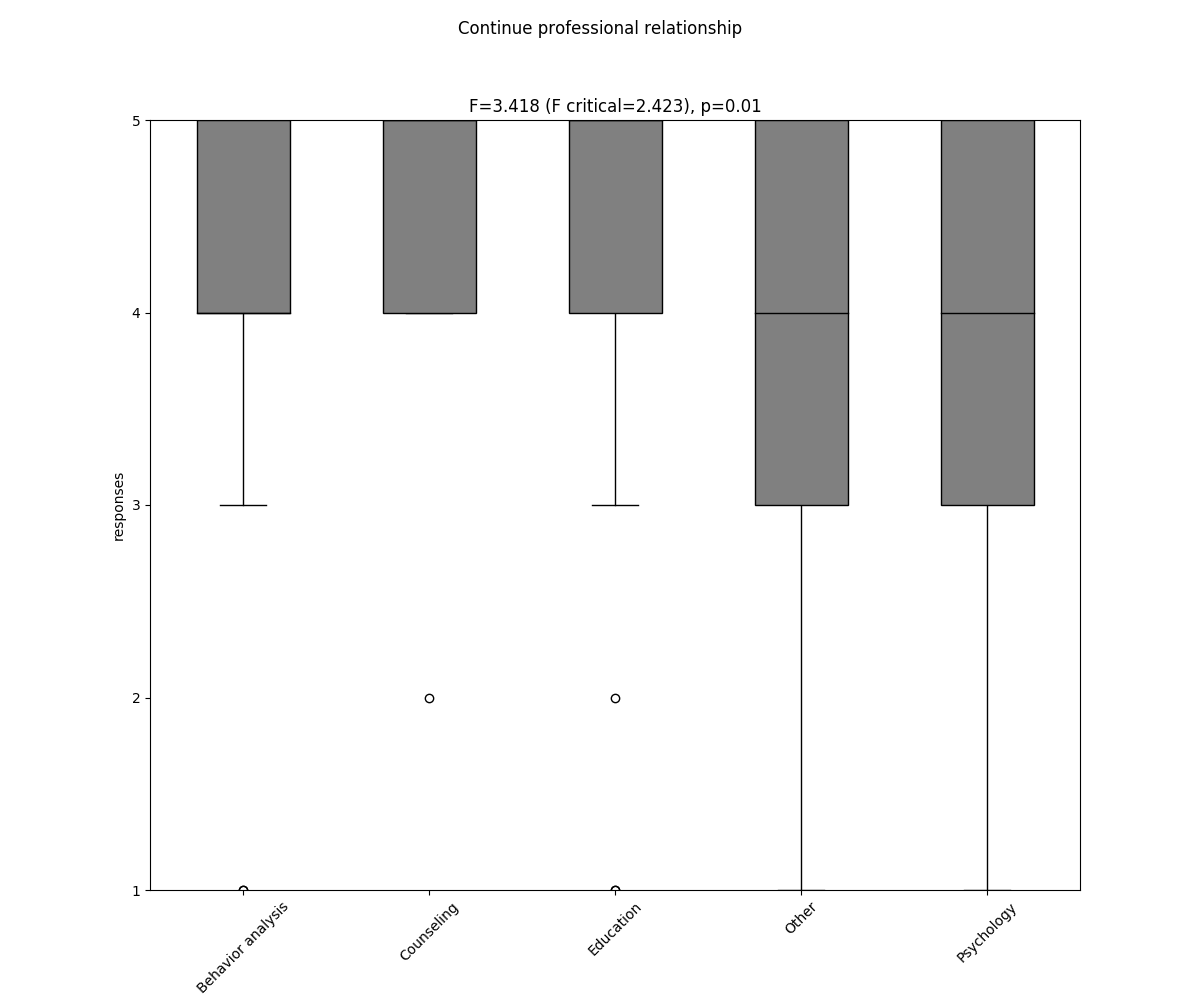 Continue professional relationship
F=3.418 (F critical=2.423), p=0.01
responses
5
4
3
2
1
Behavior analysis
Counseling
Education
Other
Psychology